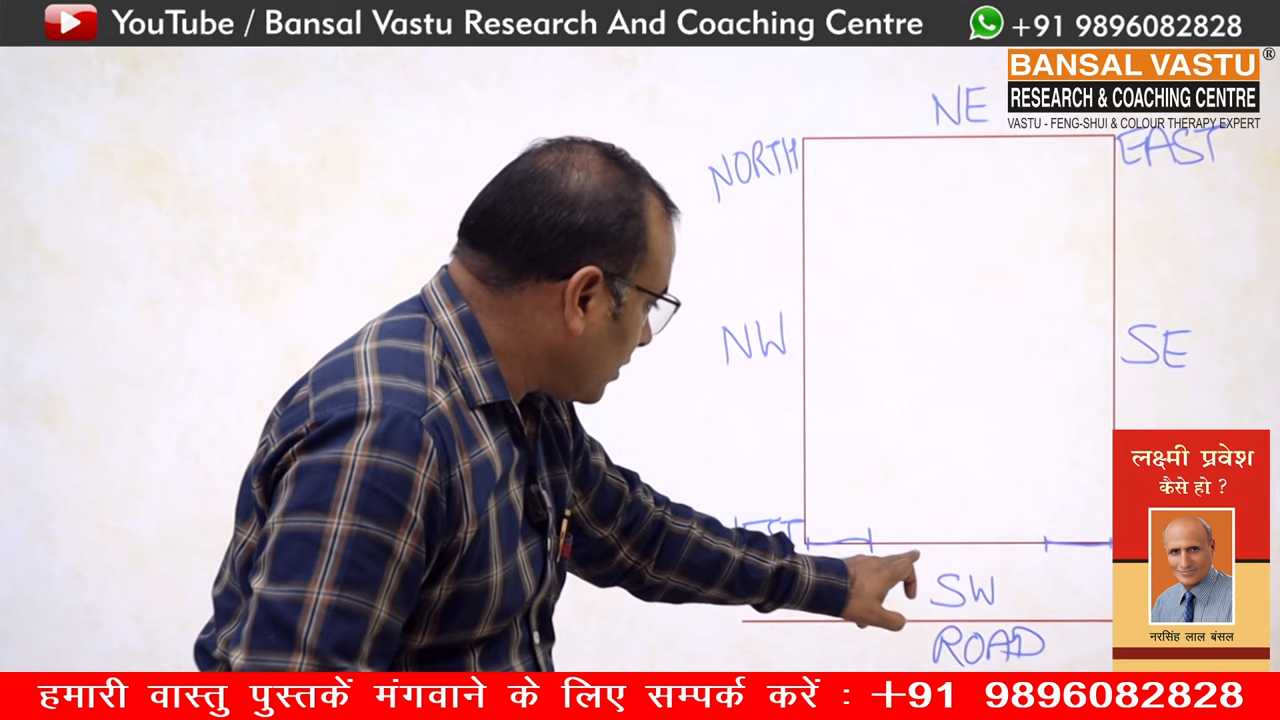 YouTube / Bansal Vastu Research And Coaching Centre
+91 9896082828
BANSAL VASTU®
RESEARCH & COACHING CENTRE
VASTU - FENG-SHUI & COLOUR THERAPY EXPERT
NE
NORTH
EAST
NW
SE
SW
ROAD
लक्ष्मी प्रवेश
कैसे हो ?
नरसिंह लाल बंसल
हमारी वास्तु पुस्तकें मंगवाने के लिए सम्पर्क करें : +91 9896082828